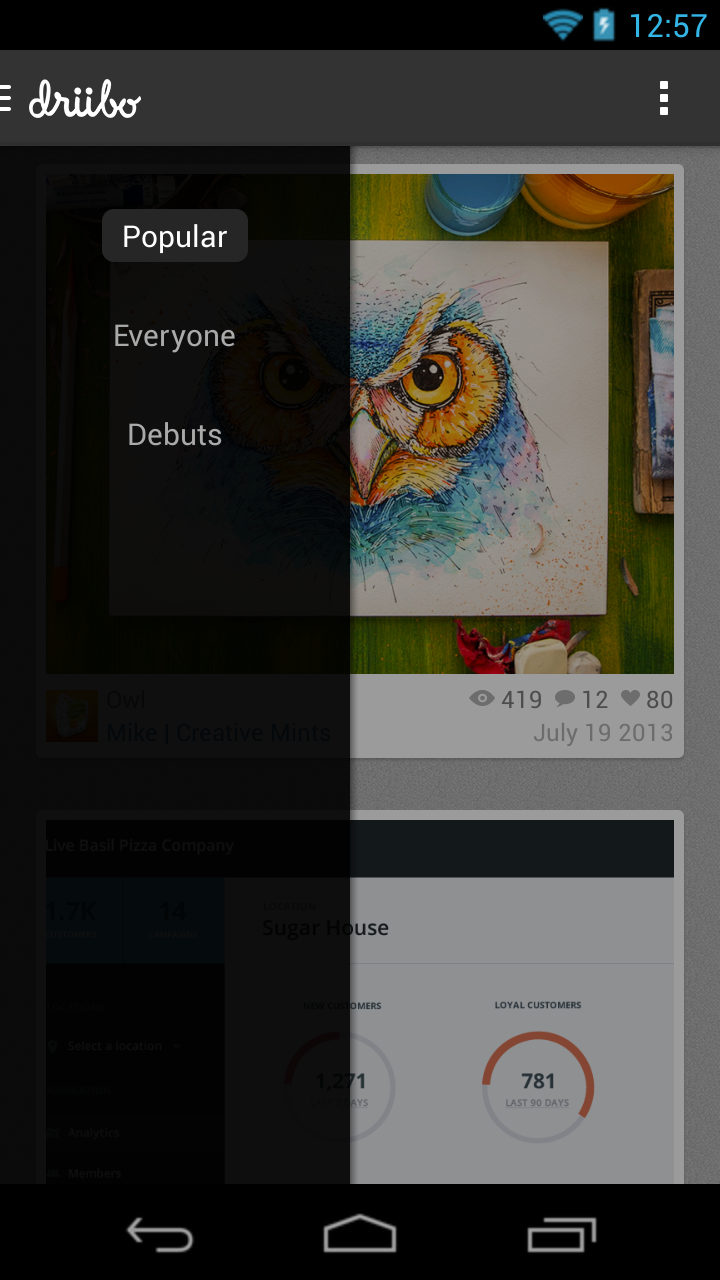 12:57
driibo
Popular
Everyone
Debuts
Owl
419 12 80
Mike | Creative Mints
July 19 2013
Live Basil Pizza Company
1.7K
14
LOCATION
Sugar House
NEW CUSTOMERS
LOYAL CUSTOMERS
1,271
781
DAYS
LAST 90 DAYS
Select a location
Analytics
Members